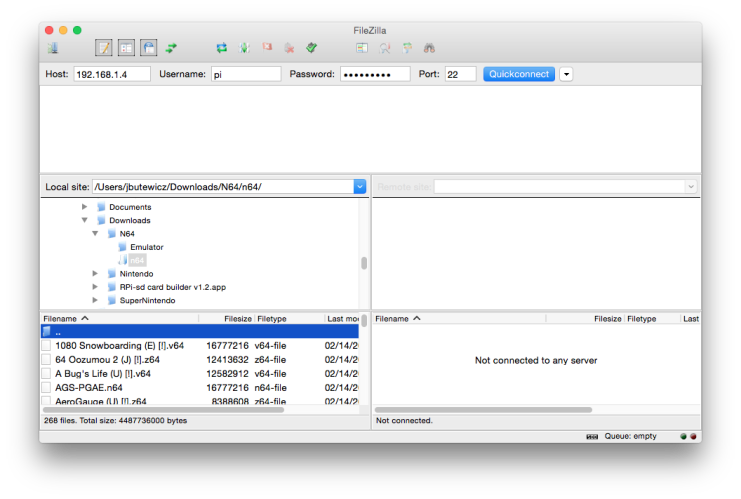 FileZilla
Host: 192.168.1.4 Username: pi Password: ••••••••• Port: 22 Quickconnect
Local site: /Users/jbutewicz/Downloads/N64/n64/
Remote site:
Documents
Downloads
N64
Emulator
n64
Nintendo
RPi-sd card builder v1.2.app
SuperNintendo
Filename Filesize Filetype Last mo
..
1080 Snowboarding (E) [!].v64 16777216 v64-file 02/14/2
64 Oozumou 2 (J) [!].z64 12413632 z64-file 02/14/2
A Bug's Life (U) [!].v64 12582912 v64-file 02/14/2
AGS-PGAE.n64 16777216 n64-file 02/14/2
AeroGauge (U) [!].z64 8388608 z64-file 02/14/2
268 files. Total size: 4487736000 bytes
Filename Filesize Filetype Last
Not connected to any server
Not connected.
Queue: empty